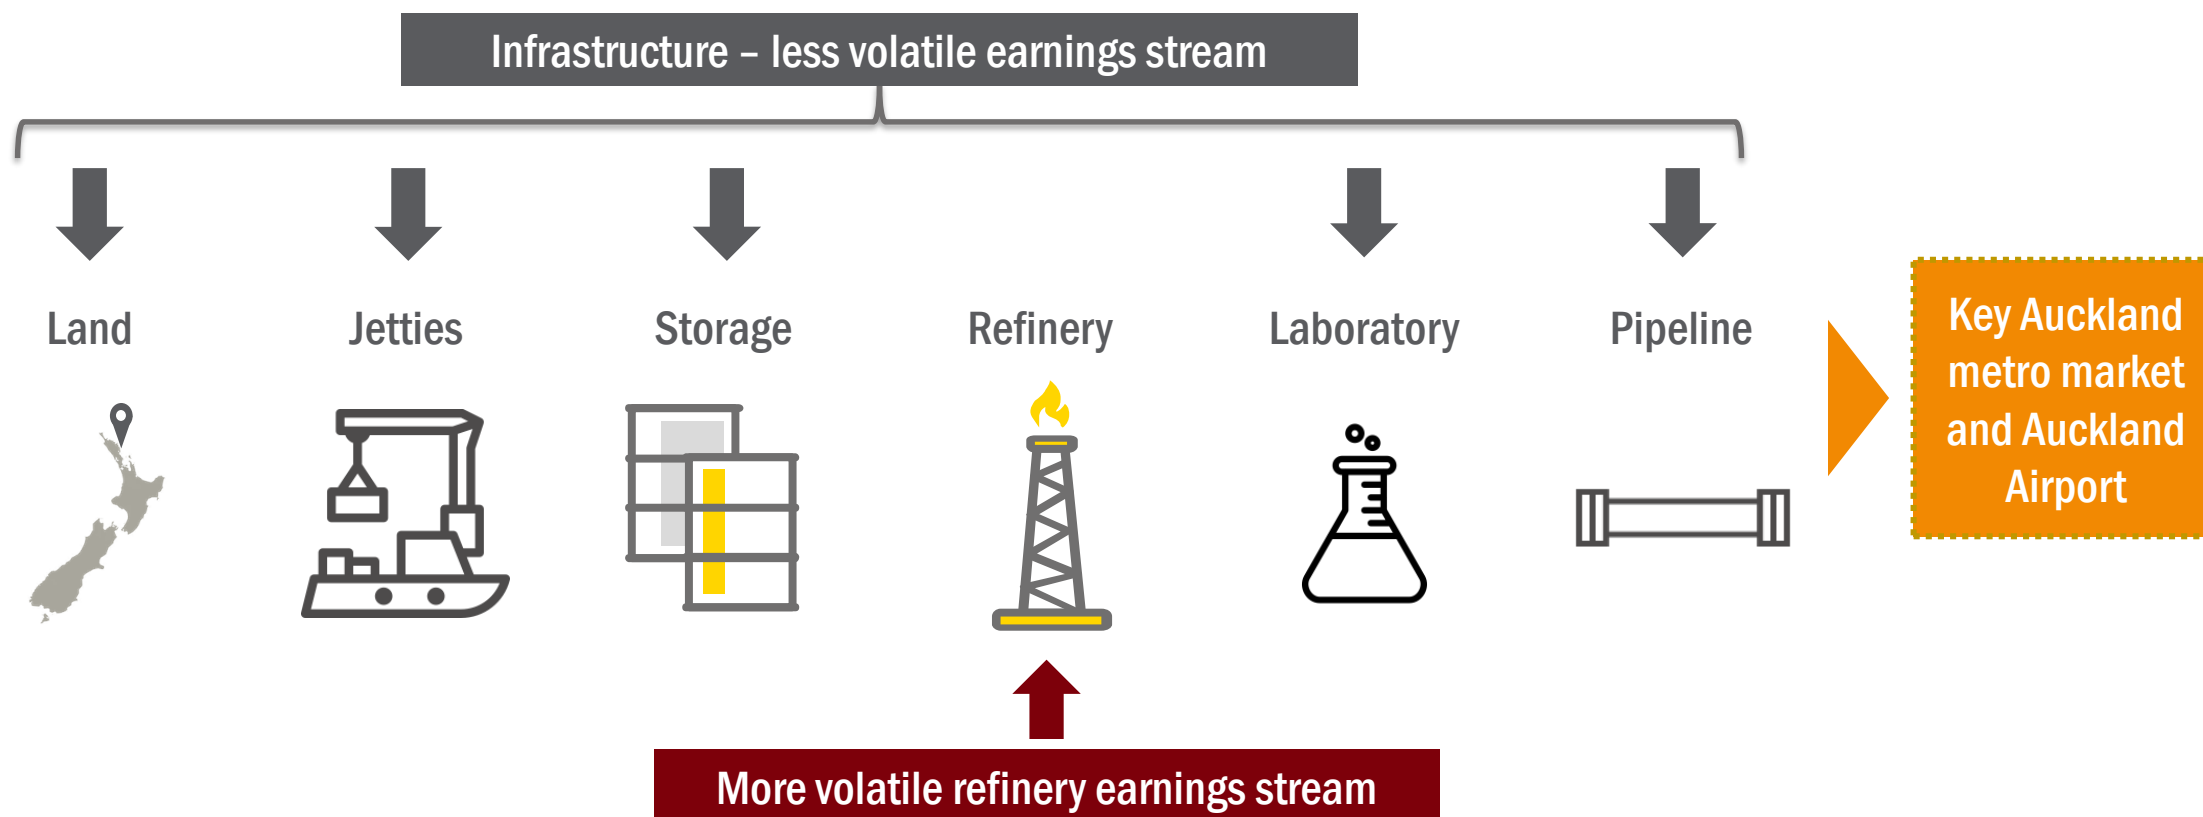 Infrastructure – less volatile earnings stream
Land
Jetties
Storage
Refinery
Laboratory
Pipeline
Key Auckland
metro market
and Auckland
Airport
More volatile refinery earnings stream